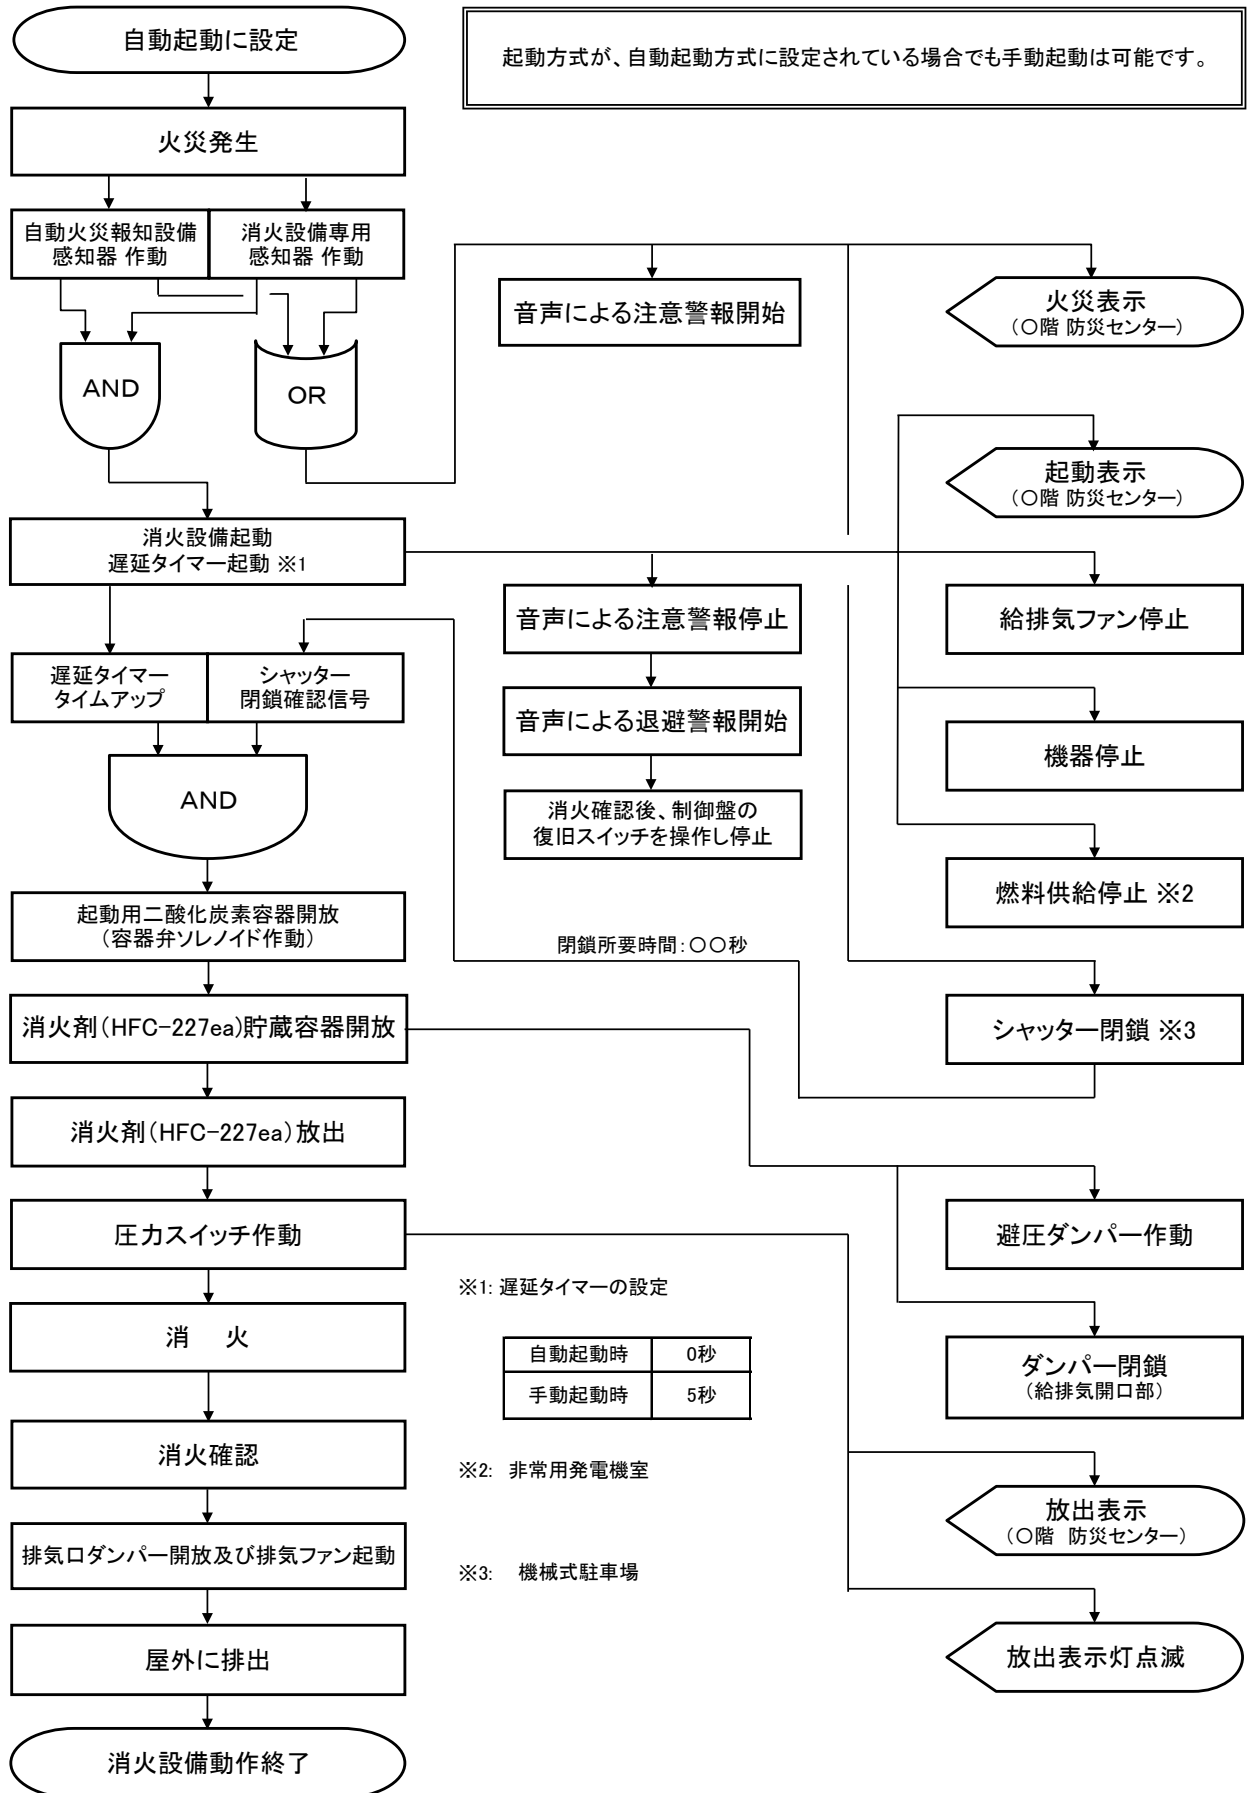 自動起動に設定
起動方式が、自動起動方式に設定されている場合でも手動起動は可能です。
火災発生
自動火災報知設備
感知器 作動
消火設備専用
感知器 作動
音声による注意警報開始
火災表示
(〇階 防災センター)
AND
OR
起動表示
(〇階 防災センター)
消火設備起動
遅延タイマー起動 ※1
音声による注意警報停止
給排気ファン停止
遅延タイマー
タイムアップ
シャッター
閉鎖確認信号
音声による退避警報開始
機器停止
AND
消火確認後、制御盤の
復旧スイッチを操作し停止
燃料供給停止 ※2
起動用二酸化炭素容器開放
(容器弁ソレノイド作動)
閉鎖所要時間:〇〇秒
消火剤(HFC-227ea)貯蔵容器開放
シャッター閉鎖 ※3
消火剤(HFC-227ea)放出
圧力スイッチ作動
避圧ダンパー作動
※1: 遅延タイマーの設定
消 火
自動起動時 0秒
手動起動時 5秒
ダンパー閉鎖
(給排気開口部)
消火確認
※2: 非常用発電機室
放出表示
(〇階 防災センター)
排気口ダンパー開放及び排気ファン起動
※3: 機械式駐車場
屋外に排出
放出表示灯点滅
消火設備動作終了